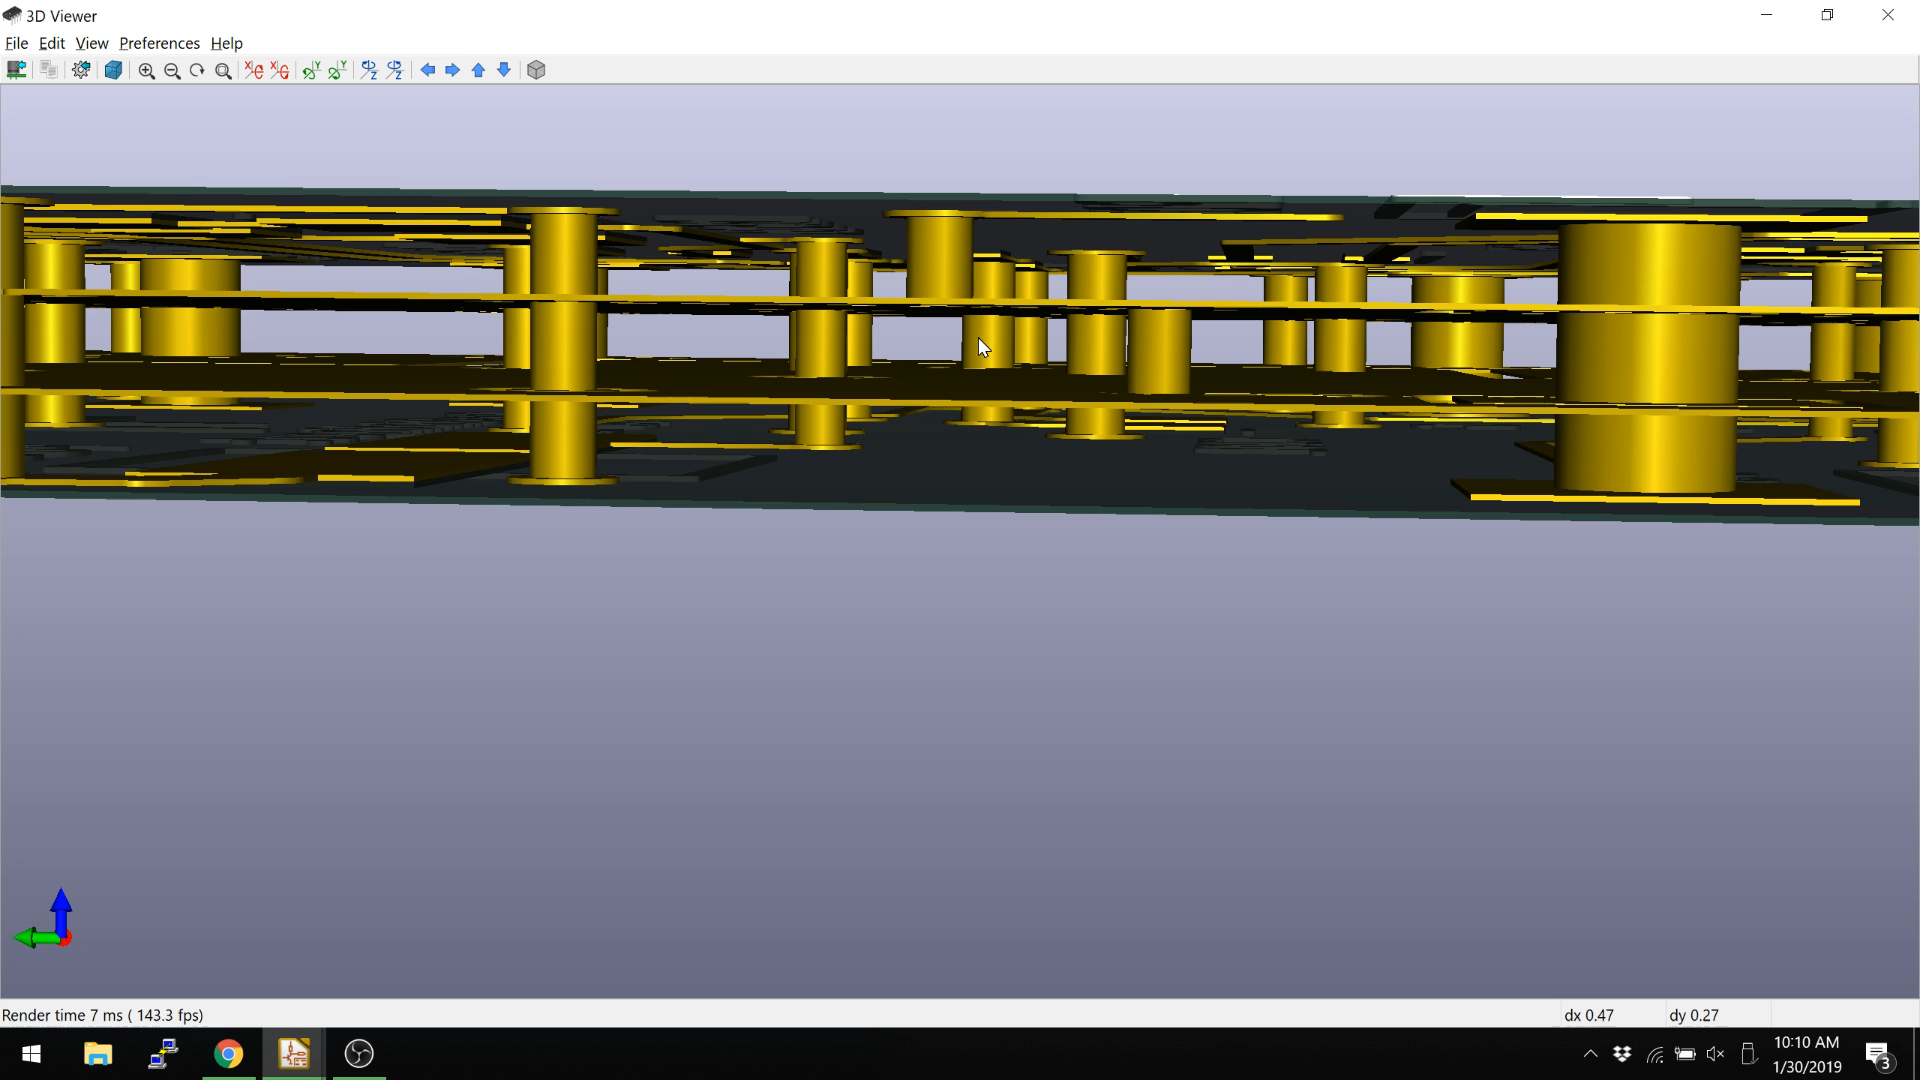 3D Viewer
File Edit View Preferences Help
Render time 7 ms ( 143.3 fps)
dx 0.47
dy 0.27
10:10 AM
1/30/2019
3